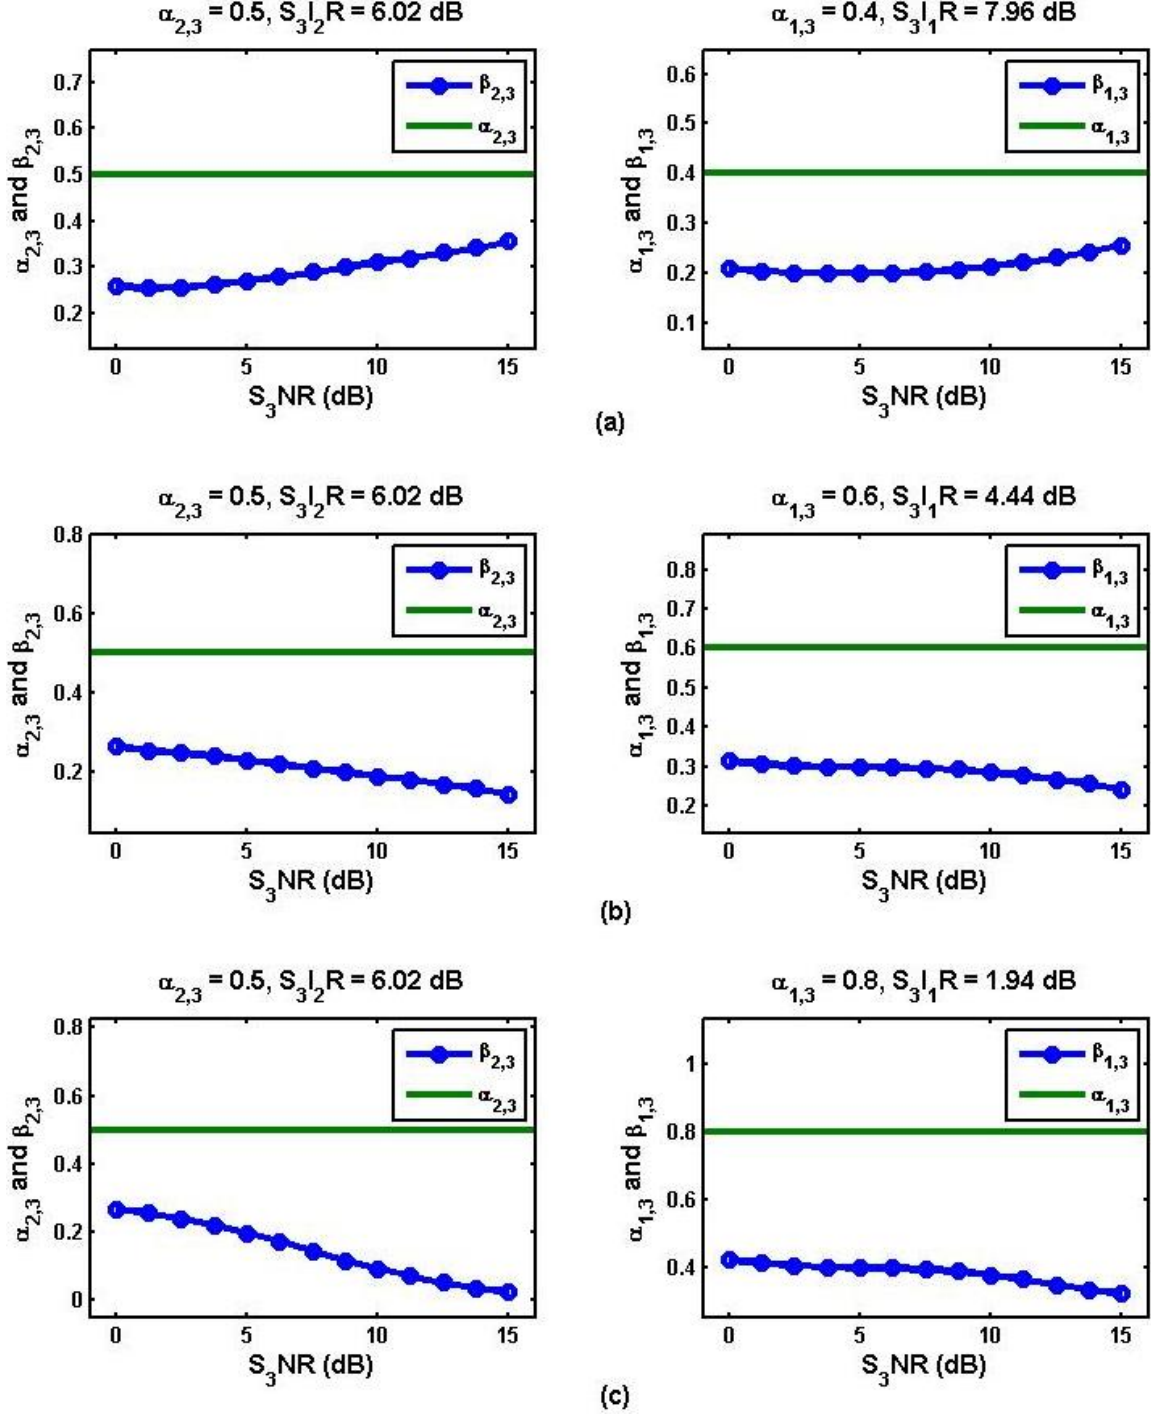 α2,3 = 0.5, S3I2R = 6.02 dB
α2,3 and β2,3
0.7
0.6
0.5
0.4
0.3
0.2
β2,3
α2,3
0
5
10
15
S3NR (dB)
α1,3 = 0.4, S3I1R = 7.96 dB
α1,3 and β1,3
0.6
0.5
0.4
0.3
0.2
0.1
β1,3
α1,3
0
5
10
15
S3NR (dB)
(a)
α2,3 = 0.5, S3I2R = 6.02 dB
α2,3 and β2,3
0.8
0.6
0.4
0.2
β2,3
α2,3
0
5
10
15
S3NR (dB)
α1,3 = 0.6, S3I1R = 4.44 dB
α1,3 and β1,3
0.8
0.7
0.6
0.5
0.4
0.3
0.2
β1,3
α1,3
0
5
10
15
S3NR (dB)
(b)
α2,3 = 0.5, S3I2R = 6.02 dB
α2,3 and β2,3
0.8
0.6
0.4
0.2
0
β2,3
α2,3
0
5
10
15
S3NR (dB)
α1,3 = 0.8, S3I1R = 1.94 dB
α1,3 and β1,3
1
0.8
0.6
0.4
β1,3
α1,3
0
5
10
15
S3NR (dB)
(c)